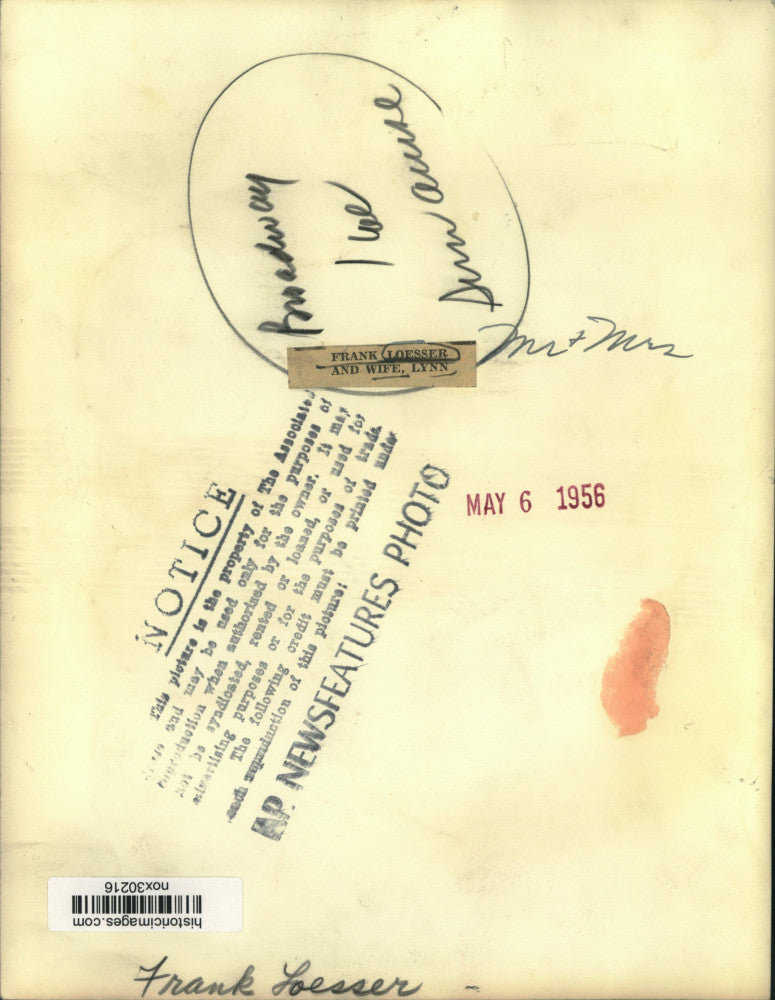 Broadway
1 col
Sun
FRANK LOESSER
AND WIFE, LYNN
Mr + Mrs
MAY 6 1956
NOTICE
This picture is the property of The Associated
Press and may be used only for the purposes of
reproduction when authorized by the owner. It may
not be syndicated, rented or loaned, or used for
advertising purposes or for the purposes of trade.
The following credit must be printed under
each reproduction of this picture:
AP NEWSFEATURES PHOTO
historicimages.com
nox30216
Frank Loesser